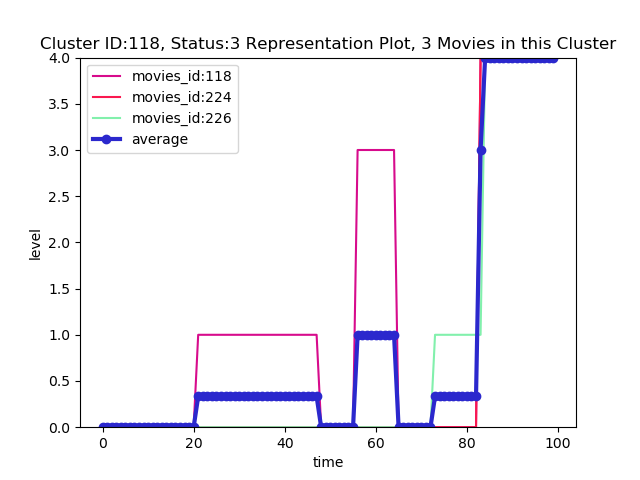 Cluster ID:118, Status:3 Representation Plot, 3 Movies in this Cluster
movies_id:118
movies_id:224
movies_id:226
average
level
4.0
3.5
3.0
2.5
2.0
1.5
1.0
0.5
0.0
0 20 40 60 80 100
time